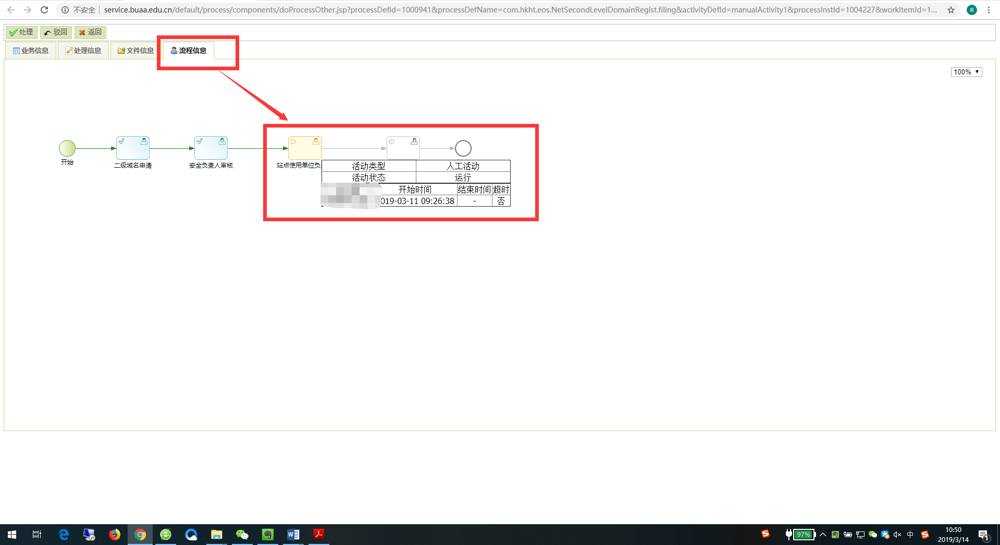 不安全 service.buaa.edu.cn/default/process/components/doProcessOther.jsp?processDefId=1000941&processDefName=com.hkht.eos.NetSecondLevelDomainRegist.filing&activityDefId=manualActivity1&processInstId=1004227&workItemId=1...
处理 驳回 返回
业务信息 处理信息 文件信息 流程信息
100%
开始
二级域名申请 安全负责人审核 站点使用单位负
活动类型 人工活动
活动状态 运行
开始时间 结束时间 超时
019-03-11 09:26:38 - 否
97% 中 10:50
2019/3/14 1